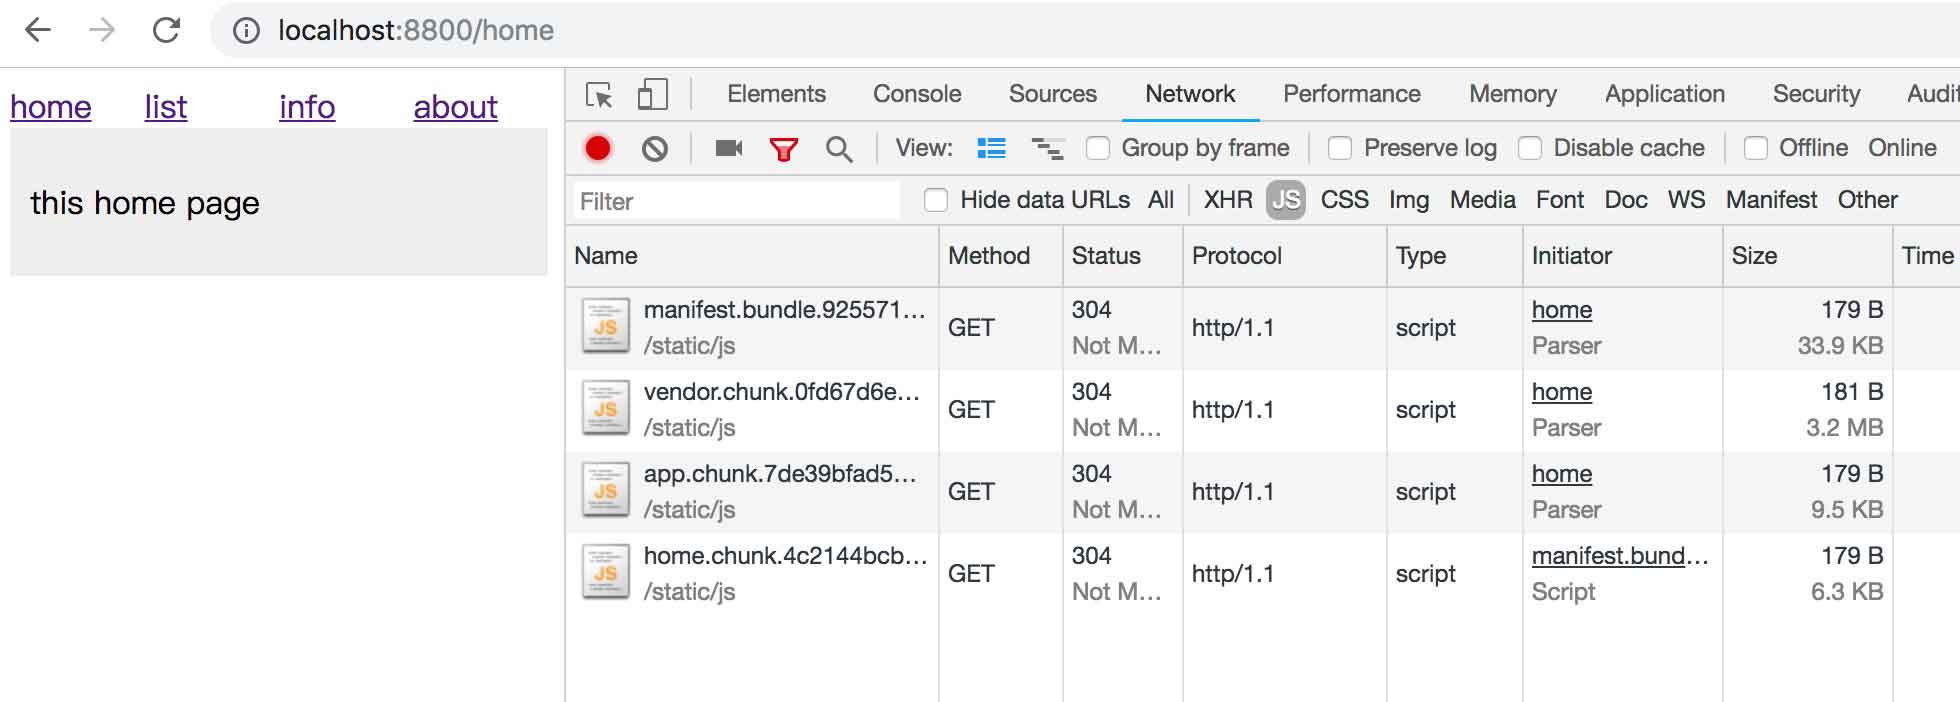 localhost:8800/home
home list info about
this home page
Elements Console Sources Network Performance Memory Application Security Audit
View: Group by frame Preserve log Disable cache Offline Online
Filter Hide data URLs All XHR JS CSS Img Media Font Doc WS Manifest Other
Name Method Status Protocol Type Initiator Size Time
manifest.bundle.925571... 304 home 179 B
JS GET http/1.1 script
/static/js Not M... Parser 33.9 KB
vendor.chunk.0fd67d6e... 304 home 181 B
JS GET http/1.1 script
/static/js Not M... Parser 3.2 MB
app.chunk.7de39bfad5... 304 home 179 B
JS GET http/1.1 script
/static/js Not M... Parser 9.5 KB
home.chunk.4c2144bcb... 304 manifest.bund... 179 B
JS GET http/1.1 script
/static/js Not M... Script 6.3 KB